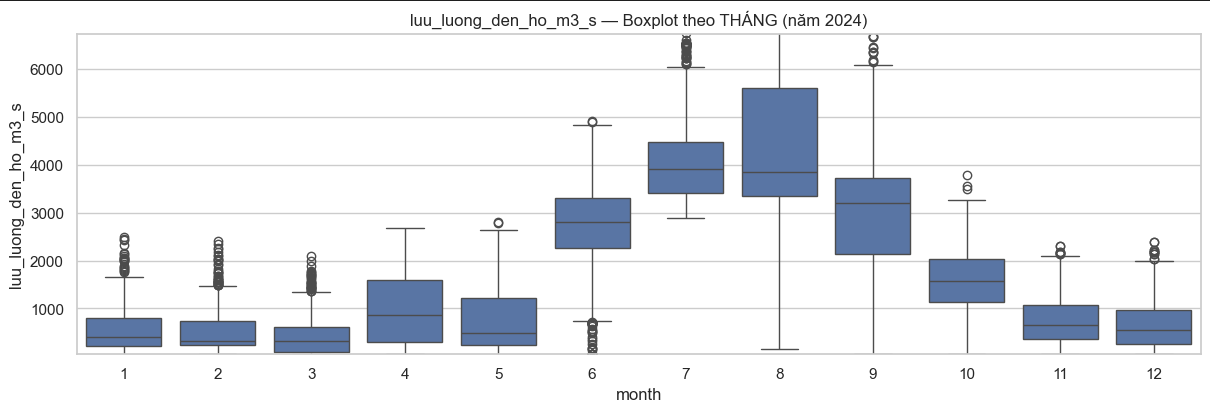 luu_luong_den_ho_m3_s — Boxplot theo THÁNG (năm 2024)
luu_luong_den_ho_m3_s
6000
5000
4000
3000
2000
1000
1 2 3 4 5 6 7 8 9 10 11 12
month